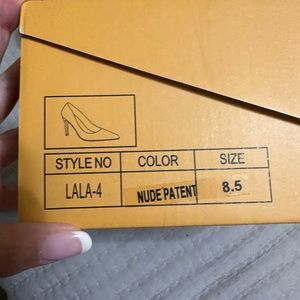 STYLE NO COLOR SIZE
LALA-4 NUDE PATENT 8.5